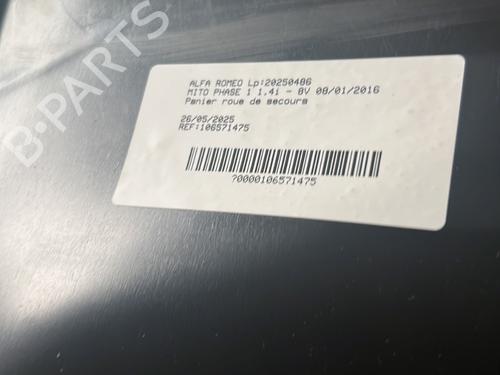 B-PARTS
ALFA ROMEO Lp:20250486
MITO PHASE 1 1.4i - 8V 08/01/2016
Panier roue de secours
26/05/2025
REF:106571475
?0000106571475